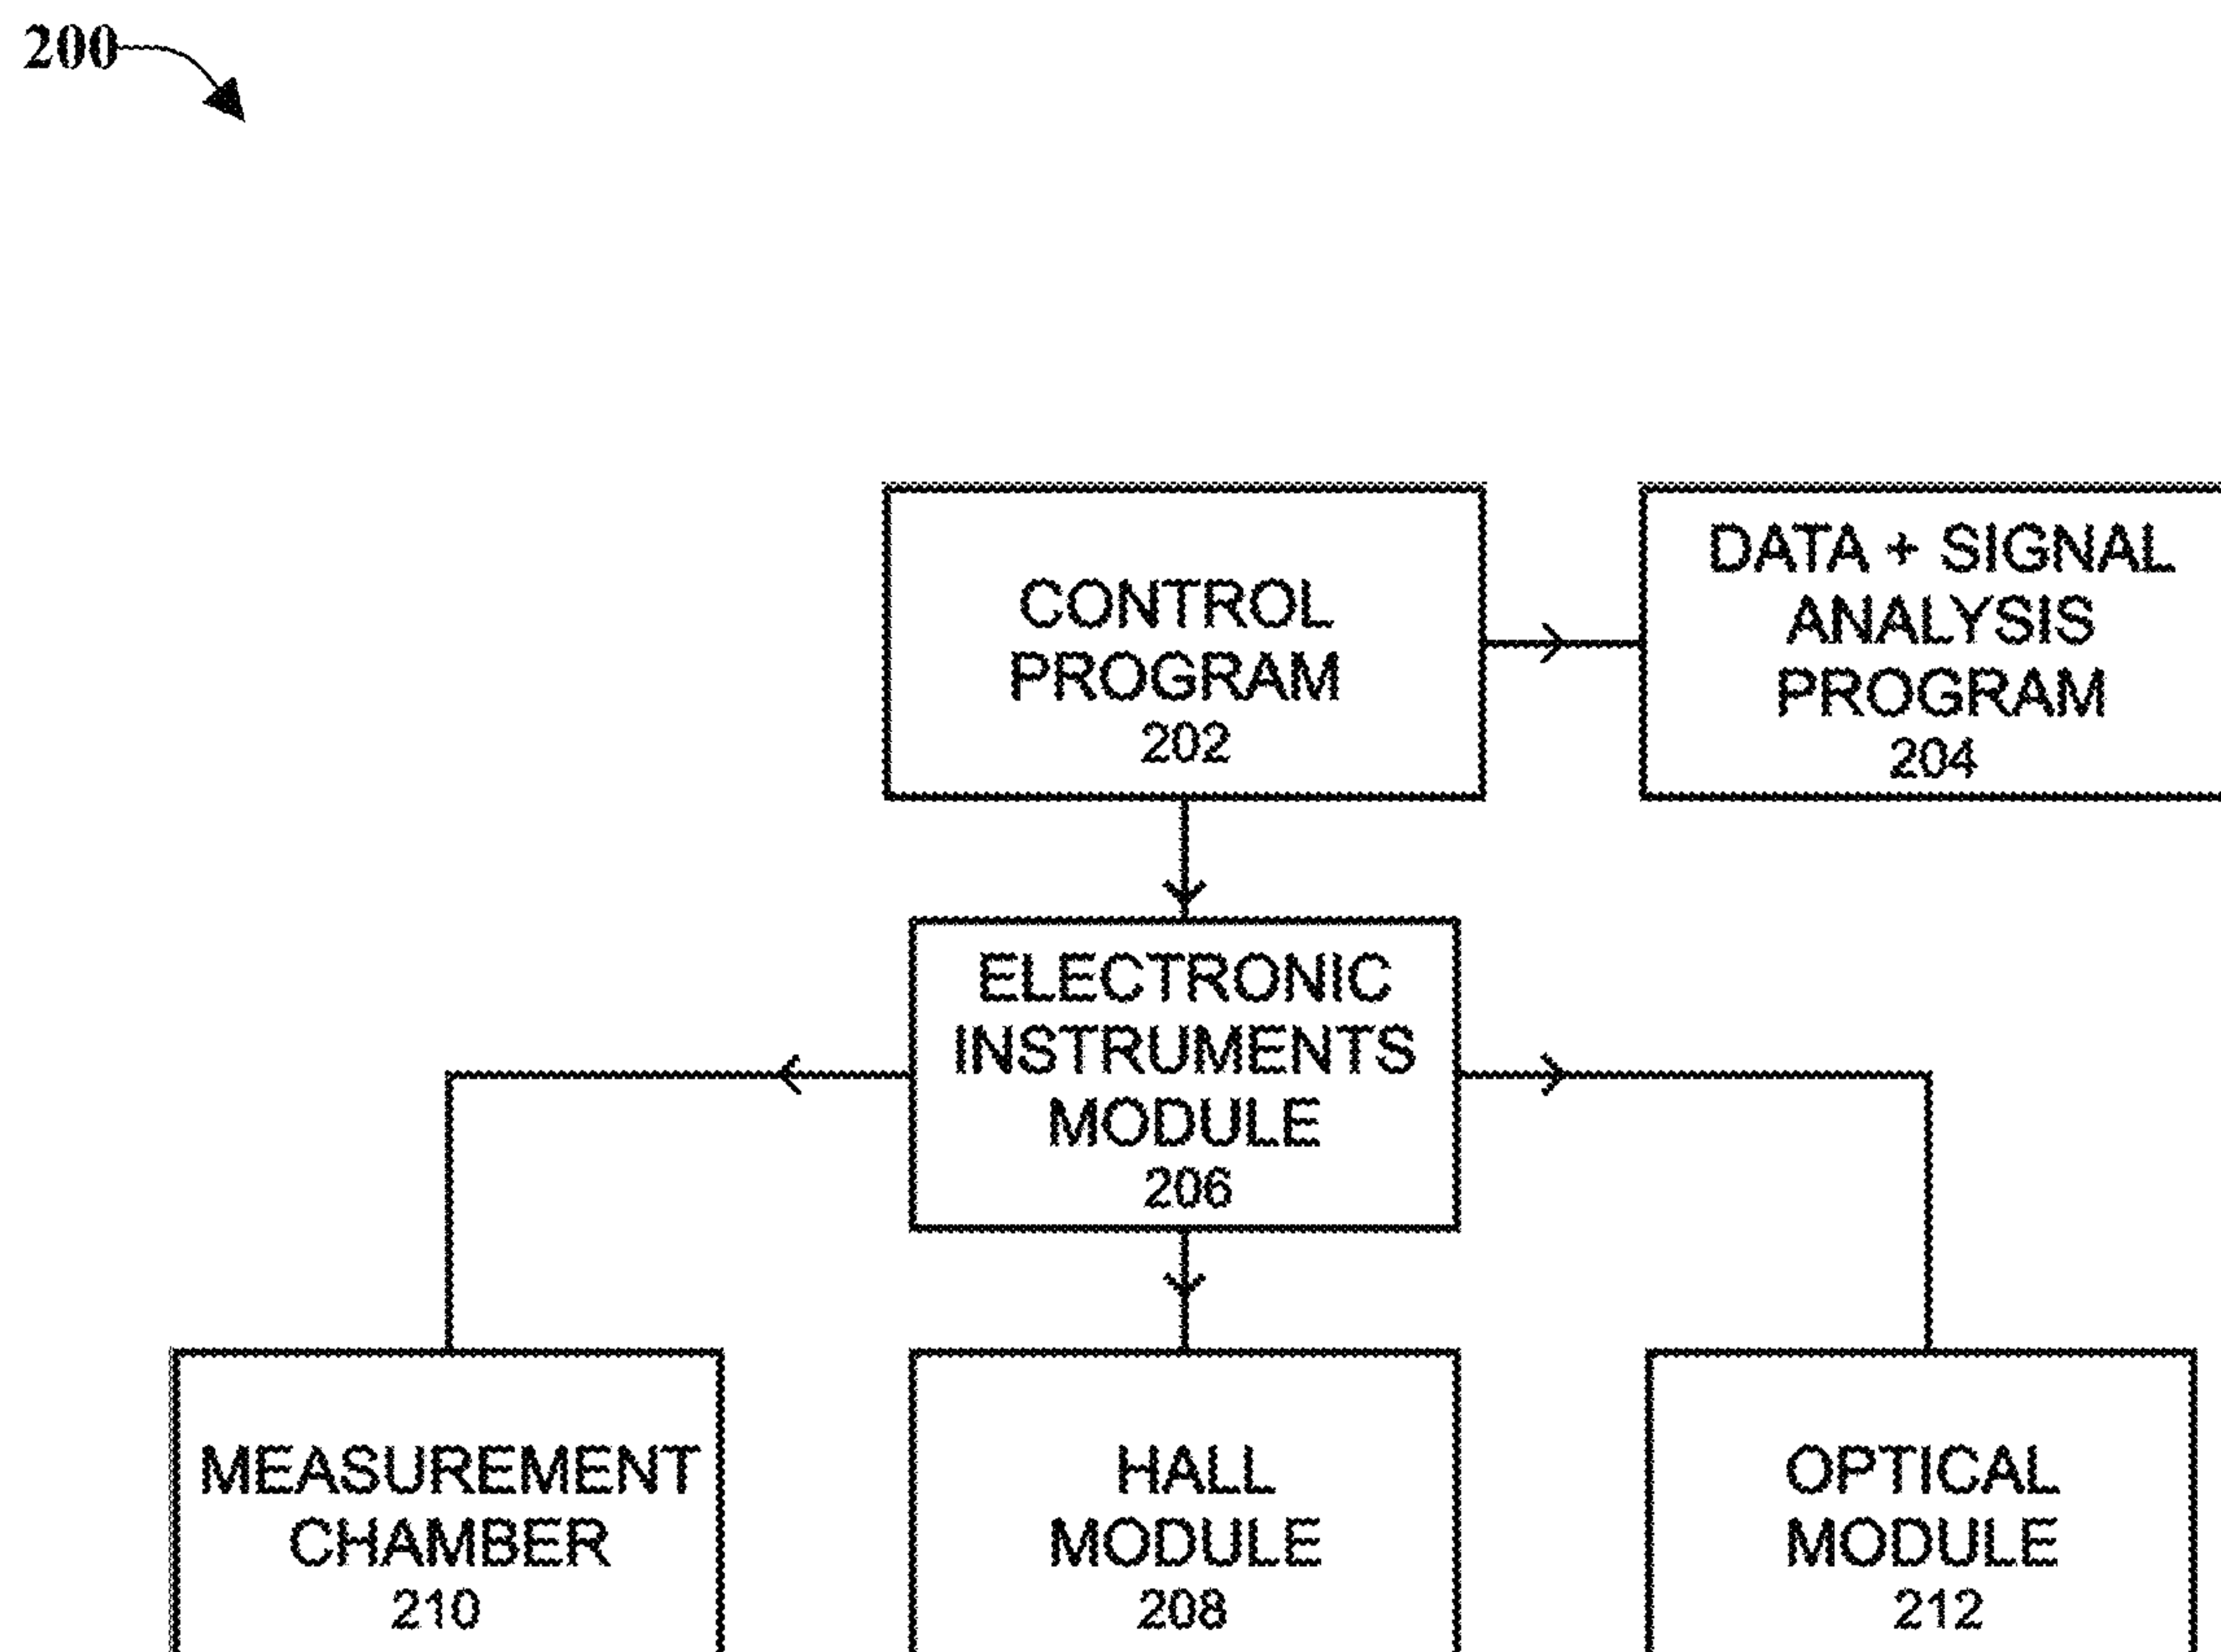 200
CONTROL
PROGRAM
202
DATA + SIGNAL
ANALYSIS
PROGRAM
204
ELECTRONIC
INSTRUMENTS
MODULE
206
MEASUREMENT
CHAMBER
210
HALL
MODULE
208
OPTICAL
MODULE
212